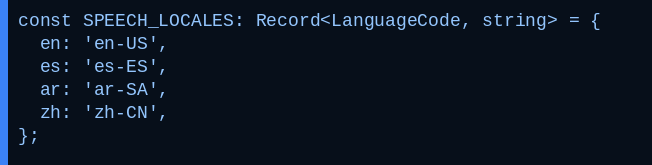 const SPEECH_LOCALES: Record<LanguageCode, string> = {
  en: 'en-US',
  es: 'es-ES',
  ar: 'ar-SA',
  zh: 'zh-CN',
};